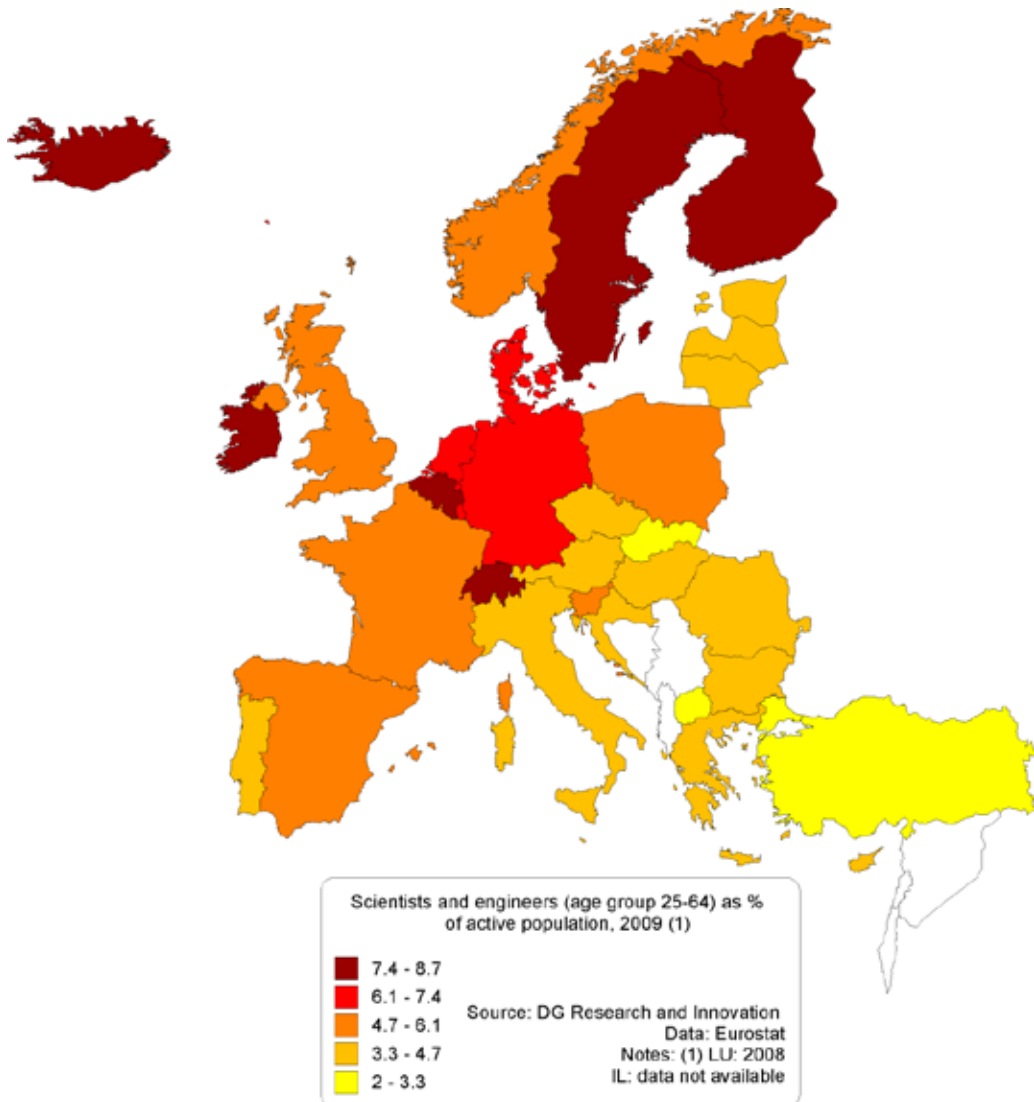 Scientists and engineers (age group 25-64) as %
of active population, 2009 (1)
7.4 - 8.7
6.1 - 7.4
4.7 - 6.1
3.3 - 4.7
2 - 3.3
Source: DG Research and Innovation
Data: Eurostat
Notes: (1) LU: 2008
IL: data not available